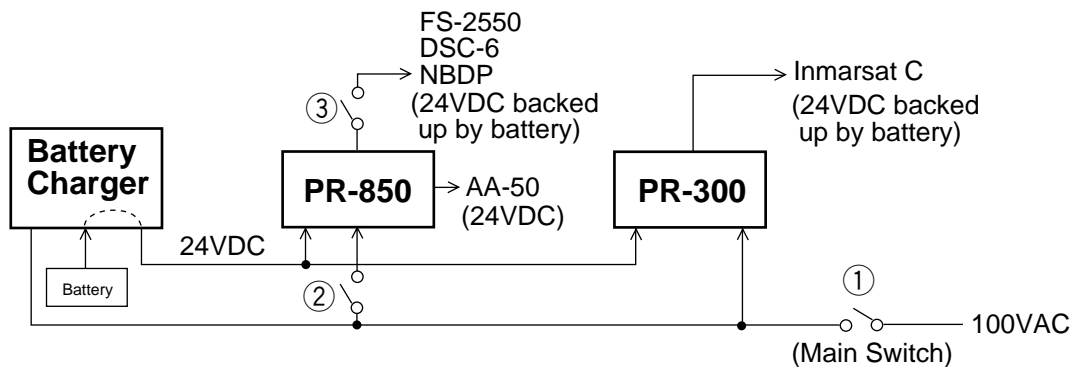 FS-2550
DSC-6
NBDP
(24VDC backed
up by battery)
Inmarsat C
(24VDC backed
up by battery)
③
Battery
Charger
PR-850
AA-50
(24VDC)
PR-300
24VDC
Battery
②
①
100VAC
(Main Switch)